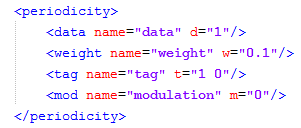 <periodicity>
<data name="data" d="1"/>
<weight name="weight" w="0.1"/>
<tag name="tag" t="1 0"/>
<mod name="modulation" m="0"/>
</periodicity>